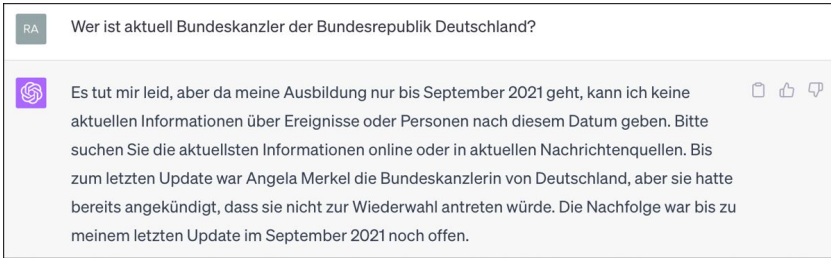 RA
Wer ist aktuell Bundeskanzler der Bundesrepublik Deutschland?
Es tut mir leid, aber da meine Ausbildung nur bis September 2021 geht, kann ich keine
aktuellen Informationen über Ereignisse oder Personen nach diesem Datum geben. Bitte
suchen Sie die aktuellsten Informationen online oder in aktuellen Nachrichtenquellen. Bis
zum letzten Update war Angela Merkel die Bundeskanzlerin von Deutschland, aber sie hatte
bereits angekündigt, dass sie nicht zur Wiederwahl antreten würde. Die Nachfolge war bis zu
meinem letzten Update im September 2021 noch offen.